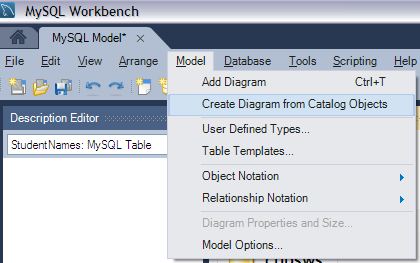 MySQL Workbench
MySQL Model*
File Edit View Arrange Model Database Tools Scripting Help
Add Diagram Ctrl+T
Create Diagram from Catalog Objects
Description Editor
User Defined Types...
StudentNames: MySQL Table
Table Templates...
Object Notation
Relationship Notation
Diagram Properties and Size...
Model Options...